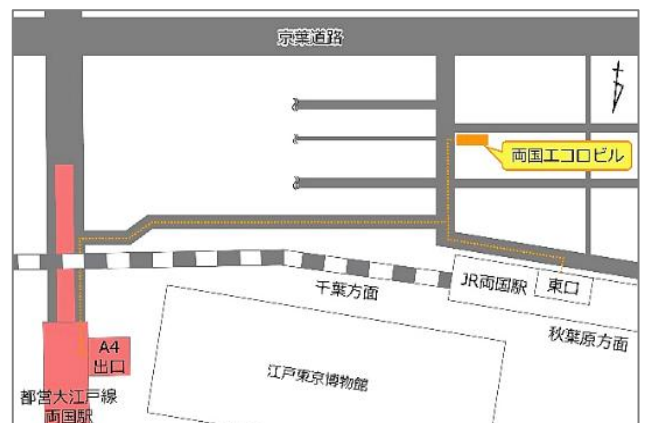 京葉道路
両国エコロビル
JR両国駅
東口
千葉方面
秋葉原方面
A4
出口
江戸東京博物館
都営大江戸線
両国駅